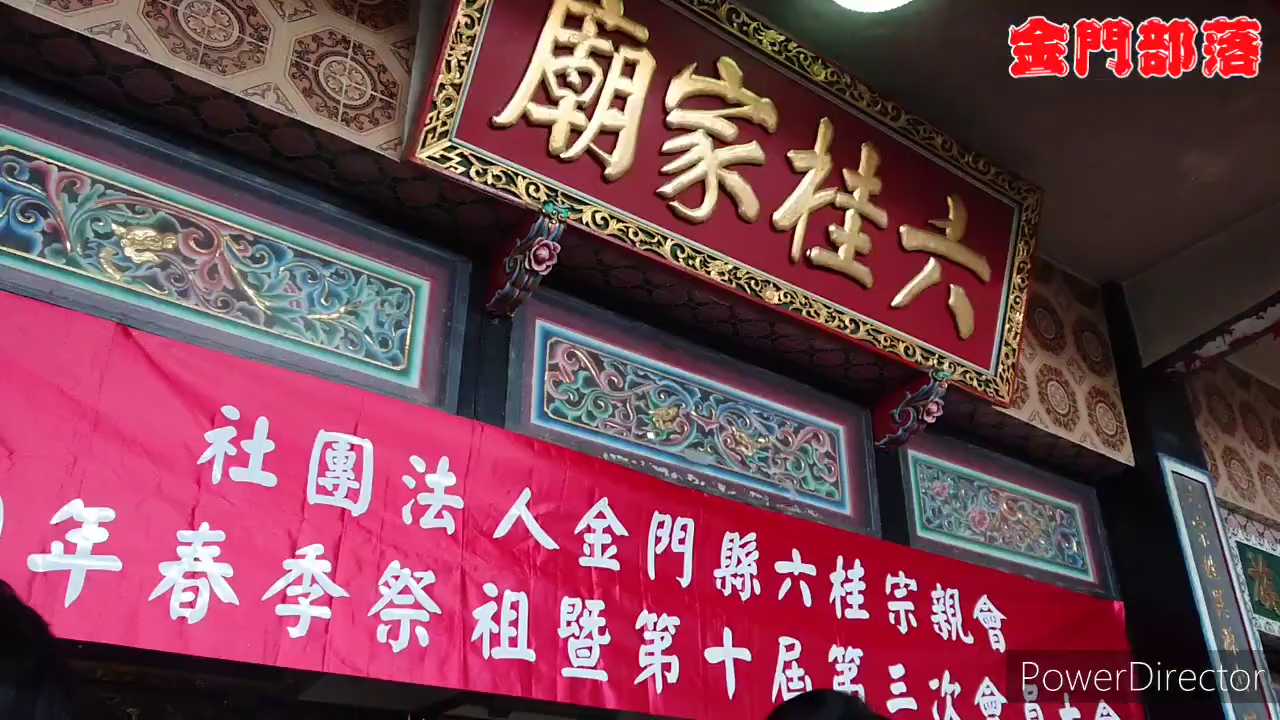 金門部落
六桂家廟
社團法人金門縣六桂宗親會
年春季祭祖暨第十屆第三次會員大會
PowerDirector